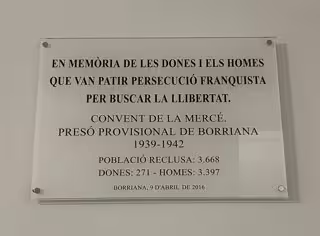 EN MEMÒRIA DE LES DONES I ELS HOMES
QUE VAN PATIR PERSECUCIÓ FRANQUISTA
PER BUSCAR LA LLIBERTAT.
CONVENT DE LA MERCÉ.
PRESÓ PROVISIONAL DE BORRIANA
1939-1942
POBLACIÓ RECLUSA: 3.668
DONES: 271 - HOMES: 3.397
BORRIANA, 9 D'ABRIL DE 2016